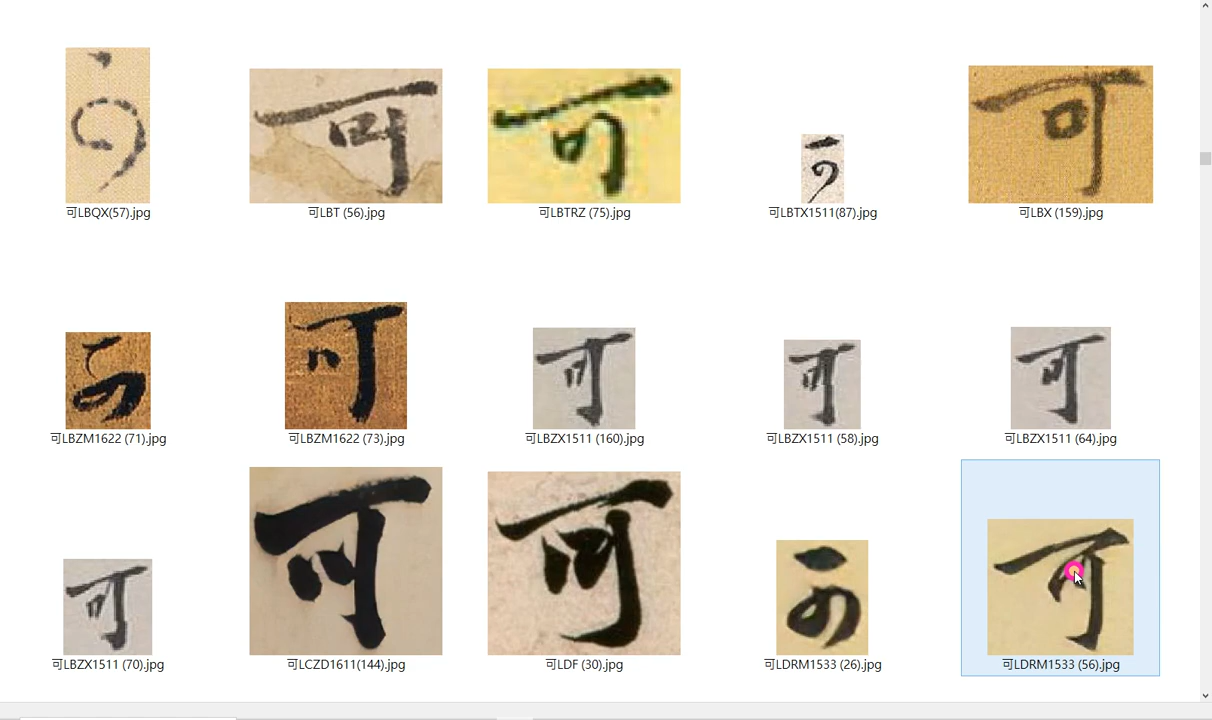 可 可 可 可 可
可LBQX(57).jpg 可LBT (56).jpg 可LBTRZ (75).jpg 可LBTX1511(87).jpg 可LBX (159).jpg
可 可 可 可 可
可LBZM1622 (71).jpg 可LBZM1622 (73).jpg 可LBZX1511 (160).jpg 可LBZX1511 (58).jpg 可LBZX1511 (64).jpg
可 可 可 可 可
可LBZX1511 (70).jpg 可LCZD1611(144).jpg 可LDF (30).jpg 可LDRM1533 (26).jpg 可LDRM1533 (56).jpg